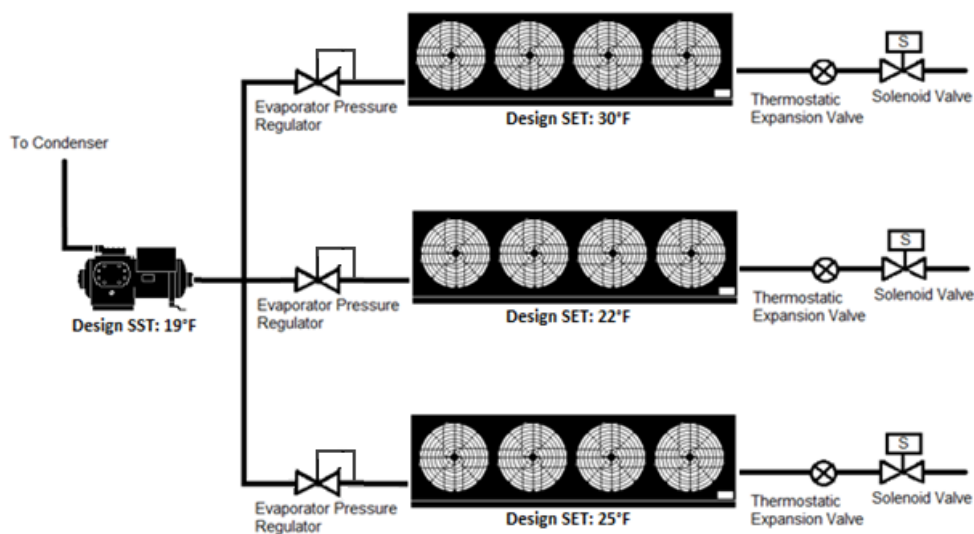 Design SET: 30°F
Evaporator Pressure
Regulator
Thermostatic
Expansion Valve
S
Solenoid Valve
To Condenser
Design SST: 19°F
Design SET: 22°F
Evaporator Pressure
Regulator
Thermostatic
Expansion Valve
S
Solenoid Valve
Design SET: 25°F
Evaporator Pressure
Regulator
Thermostatic
Expansion Valve
S
Solenoid Valve